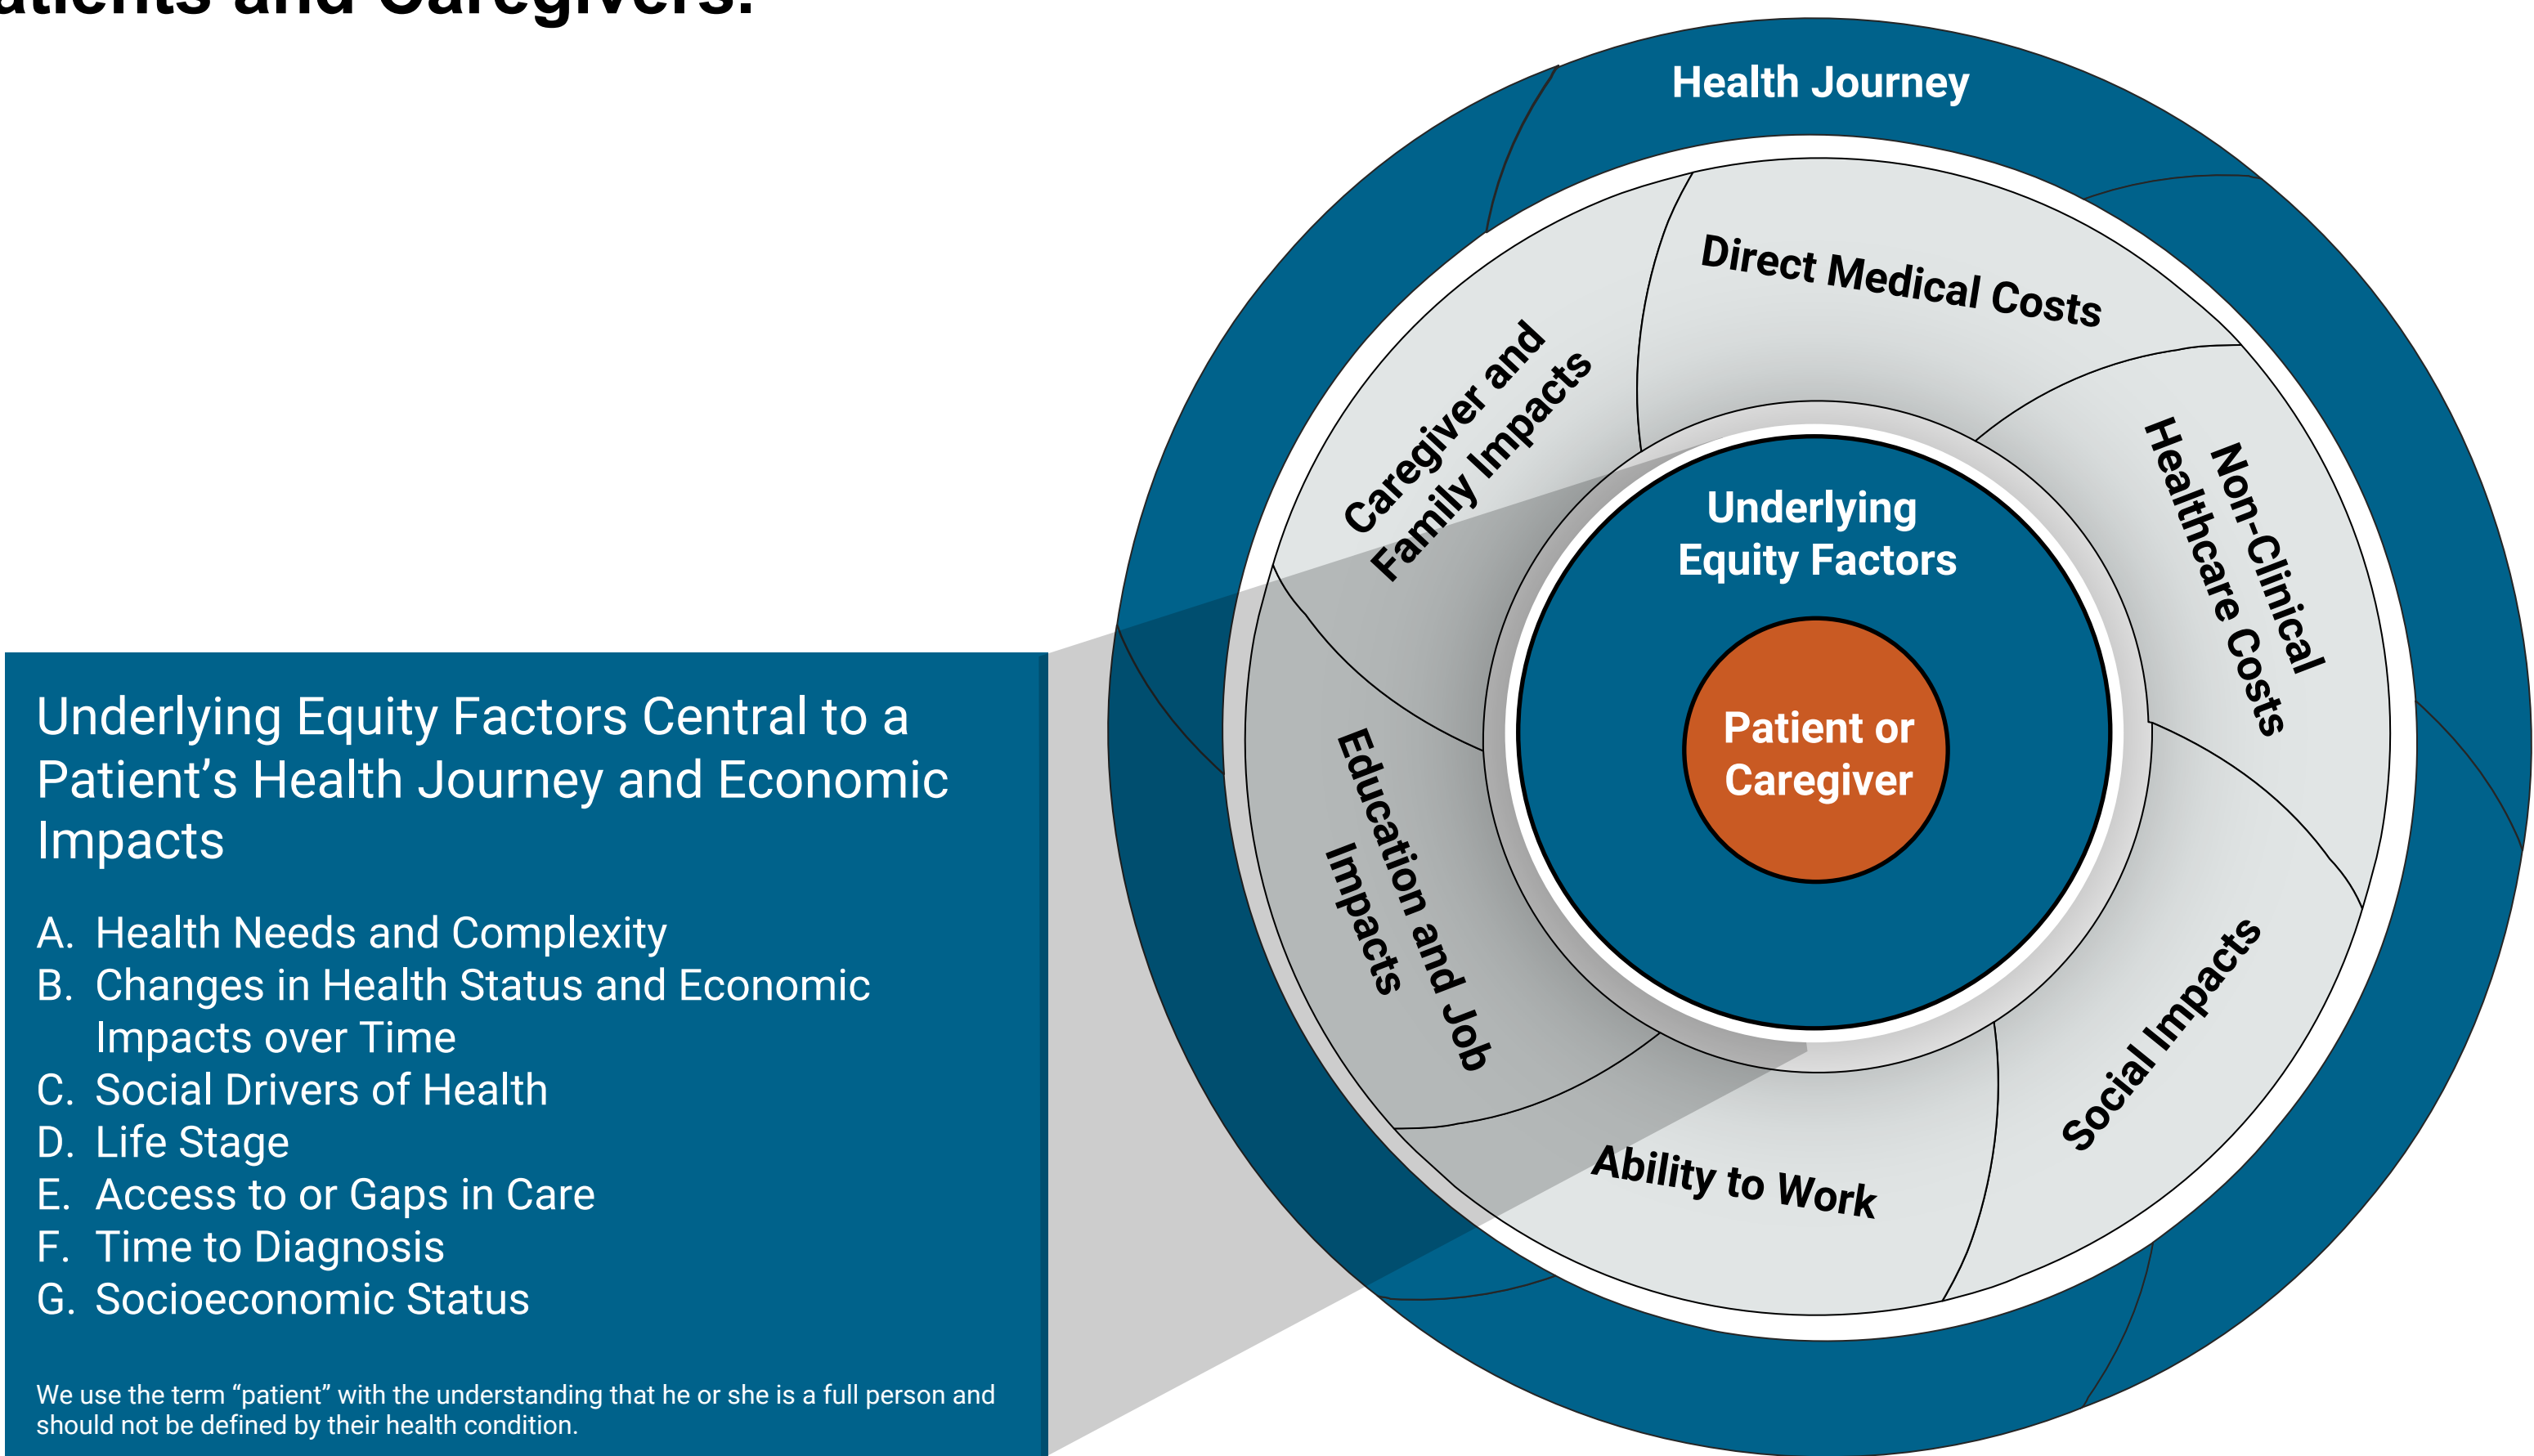 and Caregivers.
Health Journey
Direct Medical Costs
Caregiver and
Family Impacts
Non-Clinical
Healthcare Costs
Underlying
Equity Factors
Patient or
Caregiver
Education and Job
Impacts
Social Impacts
Ability to Work
Underlying Equity Factors Central to a
Patient’s Health Journey and Economic
Impacts
A. Health Needs and Complexity
B. Changes in Health Status and Economic
Impacts over Time
C. Social Drivers of Health
D. Life Stage
E. Access to or Gaps in Care
F. Time to Diagnosis
G. Socioeconomic Status
We use the term “patient” with the understanding that he or she is a full person and
should not be defined by their health condition.